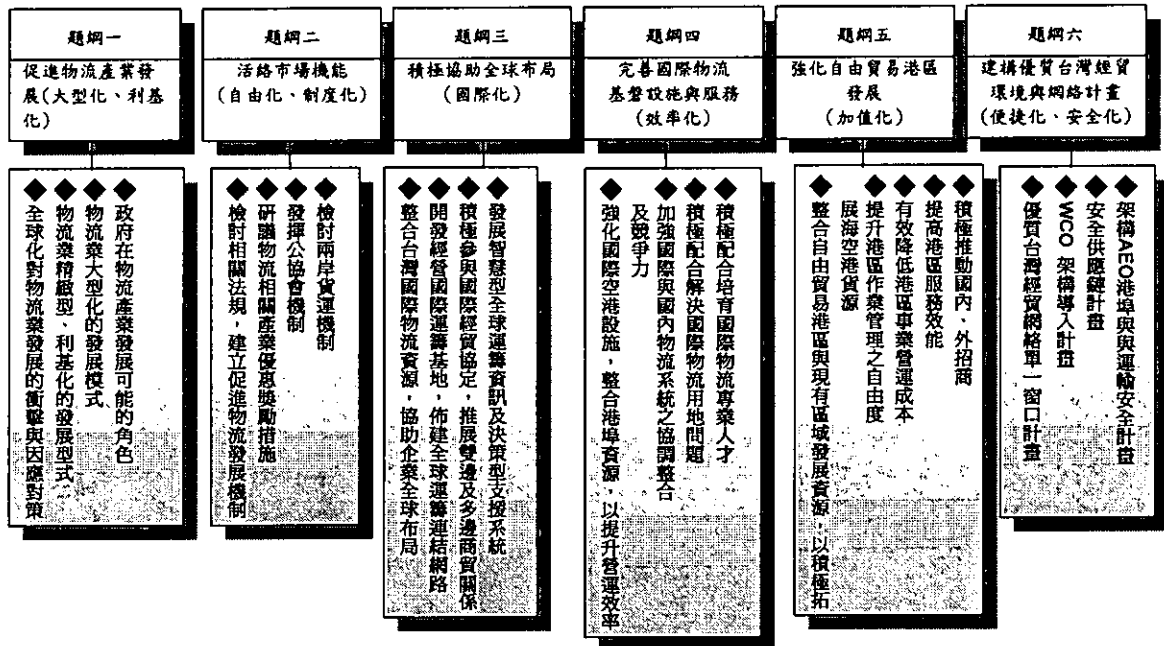 題綱一
促進物流產業發
展(大型化、利基
化)
◆全球化對物流業發展的衝擊與因應對策
◆物流業精緻型、利基化的發展型式
◆物流業大型化的發展模式
◆政府在物流產業發展可能的角色
題綱二
活絡市場機能
(自由化、制度化)
◆檢討相關法規，建立促進物流發展機制
◆研議物流相關產業優惠獎勵措施
◆發揮公協會機制
◆檢討兩岸貨運機制
題綱三
積極協助全球布局
(國際化)
◆整合台灣國際物流資源，協助企業全球布局
◆開發經營國際運籌基地，佈建全球運籌連結網路
◆積極參與國際經貿協定，推展雙邊及多邊商貿關係
◆發展智慧型全球運籌資訊及決策型支援系統
題綱四
完善國際物流
基盤設施與服務
(效率化)
◆強化國際空港設施，整合港埠資源，以提升營運效率
及競爭力
◆加強國際與國內物流系統之協調整合
◆積極配合解決國際物流用地問題
◆積極配合培育國際物流專業人才
題綱五
強化自由貿易港區
發展
(加值化)
◆整合自由貿易港區與現有區域發展資源，以積極拓
展海空港貨源
◆提升港區作業管理之自由度
◆有效降低港區事業營運成本
◆提高港區服務效能
◆積極推動國內、外招商
題綱六
建構優質台灣經貿
環境與網絡計畫
(便捷化、安全化)
◆優質台灣經貿網絡單一窗口計畫
◆WCO 架構導入計畫
◆安全供應鏈計畫
◆架構AEO港埠與與運輸安全計畫